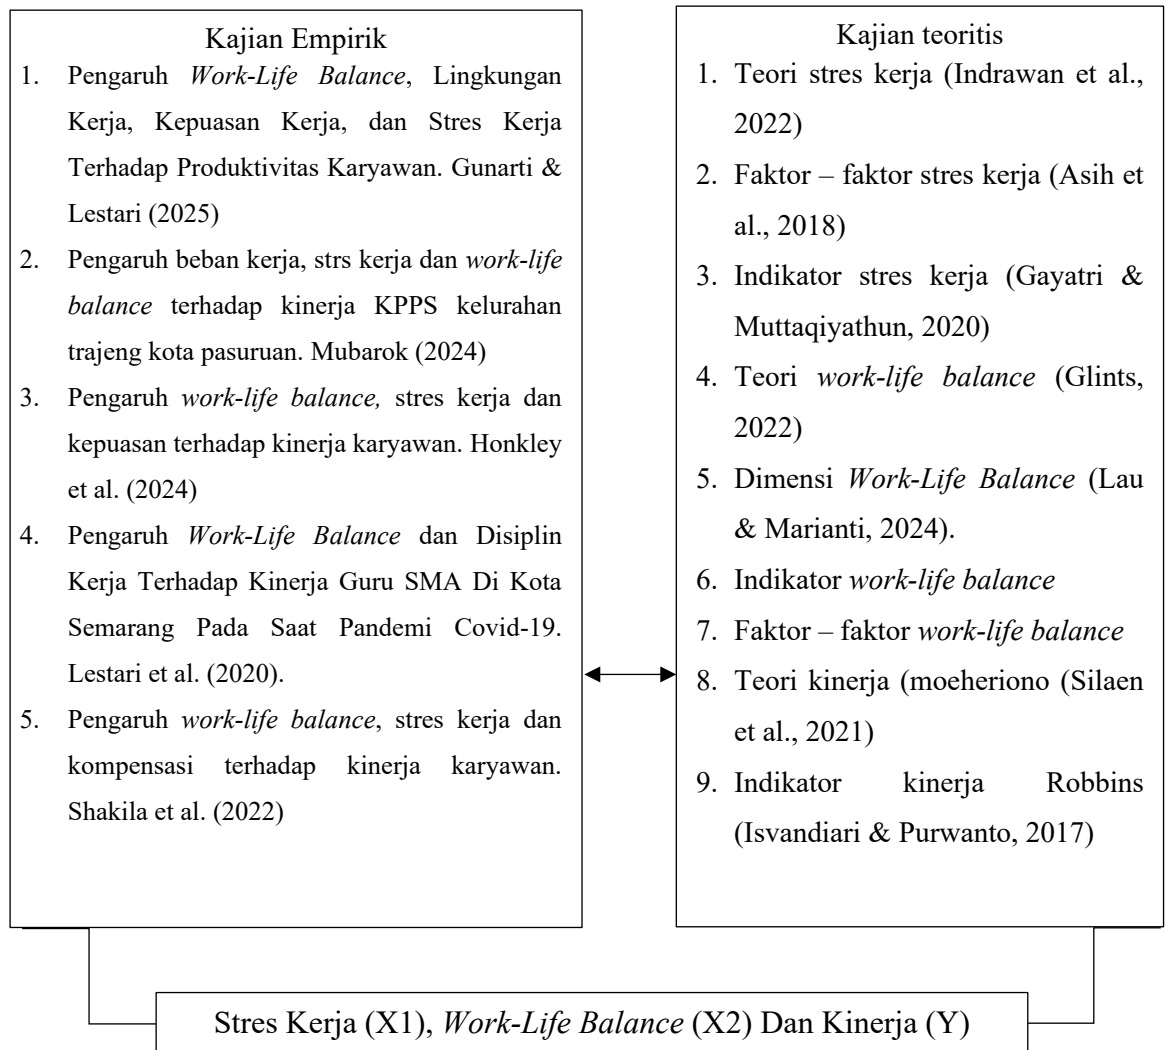 Kajian Empirik
1. Pengaruh Work-Life Balance, Lingkungan
Kerja, Kepuasan Kerja, dan Stres Kerja
Terhadap Produktivitas Karyawan. Gunarti &
Lestari (2025)
2. Pengaruh beban kerja, strs kerja dan work-life
balance terhadap kinerja KPPS kelurahan
trajeng kota pasuruan. Mubarok (2024)
3. Pengaruh work-life balance, stres kerja dan
kepuasan terhadap kinerja karyawan. Honkley
et al. (2024)
4. Pengaruh Work-Life Balance dan Disiplin
Kerja Terhadap Kinerja Guru SMA Di Kota
Semarang Pada Saat Pandemi Covid-19.
Lestari et al. (2020).
5. Pengaruh work-life balance, stres kerja dan
kompensasi terhadap kinerja karyawan.
Shakila et al. (2022)
Kajian teoritis
1. Teori stres kerja (Indrawan et al.,
2022)
2. Faktor – faktor stres kerja (Asih et
al., 2018)
3. Indikator stres kerja (Gayatri &
Muttaqiyathun, 2020)
4. Teori work-life balance (Glints,
2022)
5. Dimensi Work-Life Balance (Lau
& Marianti, 2024).
6. Indikator work-life balance
7. Faktor – faktor work-life balance
8. Teori kinerja (moeheriono (Silaen
et al., 2021)
9. Indikator kinerja Robbins
(Isvandiari & Purwanto, 2017)
Stres Kerja (X1), Work-Life Balance (X2) Dan Kinerja (Y)